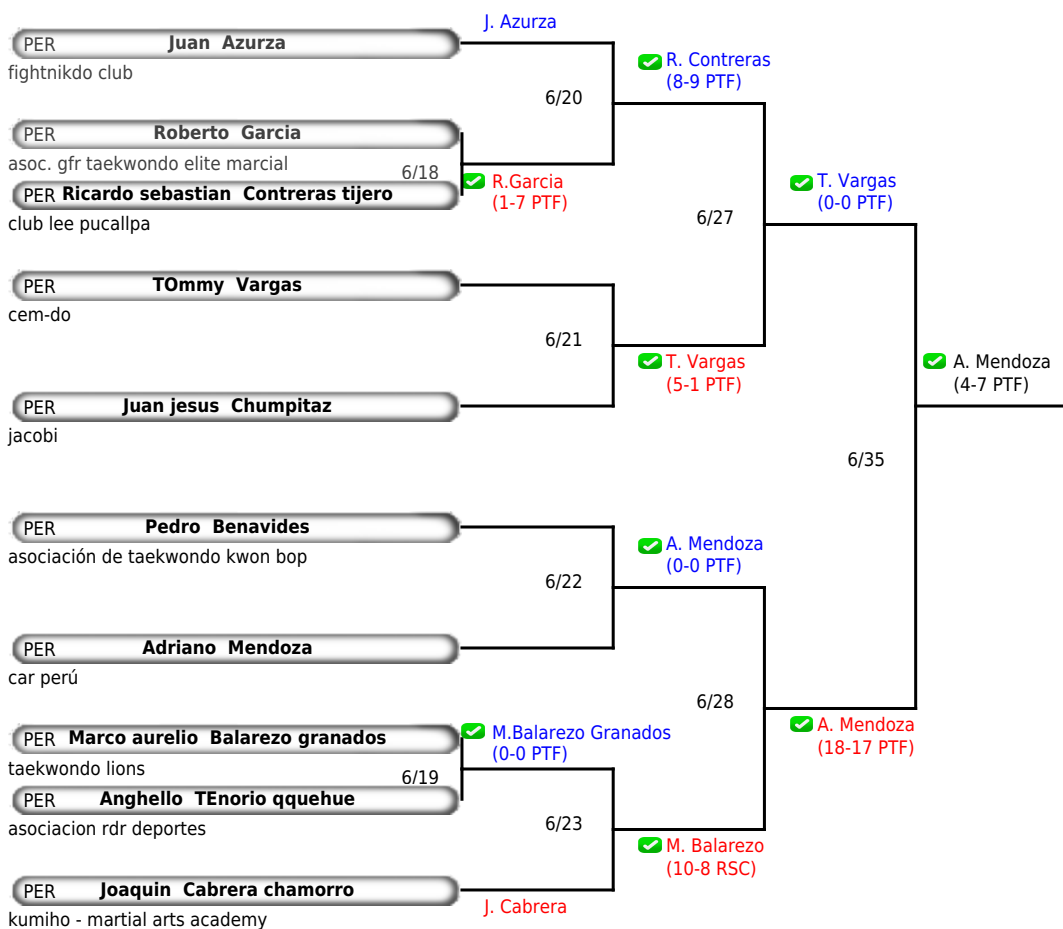 J. Azurza
PER Juan Azurza
fightnikdo club
R. Contreras
(8-9 PTF)
6/20
PER Roberto Garcia
asoc. gfr taekwondo elite marcial
6/18
R.Garcia
(1-7 PTF)
PER Ricardo sebastian Contreras tijero
club lee pucallpa
T. Vargas
(0-0 PTF)
6/27
PER TOmmy Vargas
cem-do
6/21
T. Vargas
(5-1 PTF)
A. Mendoza
(4-7 PTF)
PER Juan jesus Chumpitaz
jacobi
6/35
PER Pedro Benavides
asociación de taekwondo kwon bop
A. Mendoza
(0-0 PTF)
6/22
PER Adriano Mendoza
car perú
6/28
A. Mendoza
(18-17 PTF)
PER Marco aurelio Balarezo granados
taekwondo lions
M.Balarezo Granados
(0-0 PTF)
6/19
PER Anghello TEnorio qquehue
asociacion rdr deportes
6/23
M. Balarezo
(10-8 RSC)
PER Joaquin Cabrera chamorro
kumiho - martial arts academy
J. Cabrera